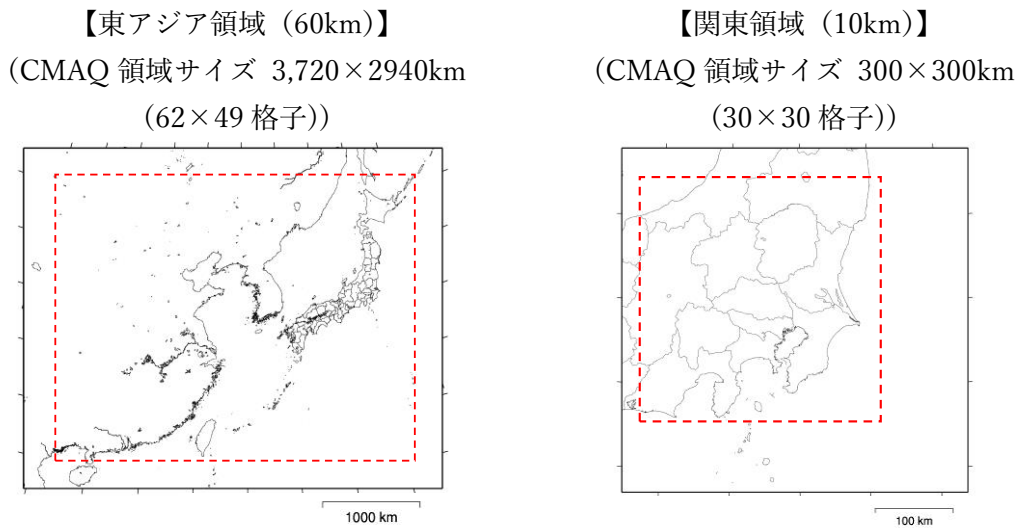 【東アジア領域（60km）】
（CMAQ 領域サイズ 3,720×2940km
（62×49 格子））
1000 km
【関東領域（10km）】
（CMAQ 領域サイズ 300×300km
（30×30 格子））
100 km